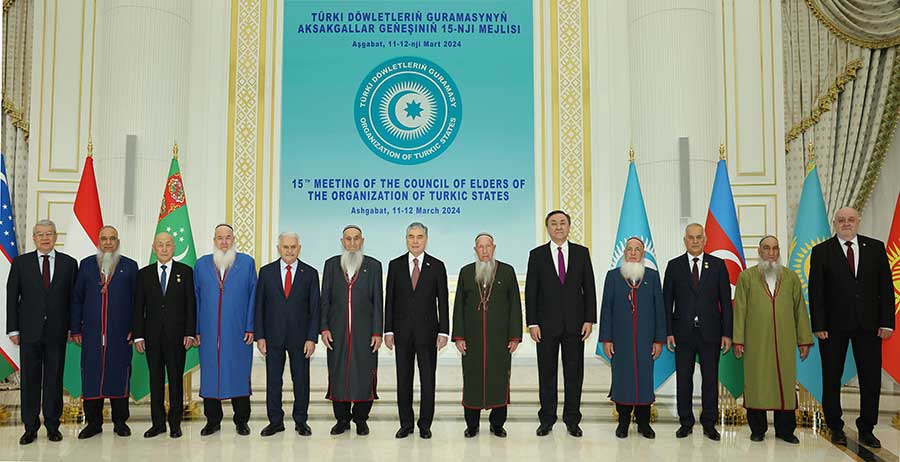 TÜRKI DÖWLETLERIŇ GURAMASYNYŇ
AKSAKGALLAR GEŇEŞINIŇ 15-NJI MEJLISI
Aşgabat, 11-12-nji Mart 2024
TÜRKI DÖWLETLERIŇ GURAMASY
ORGANIZATION OF TURKIC STATES
15TH MEETING OF THE COUNCIL OF ELDERS OF
THE ORGANIZATION OF TURKIC STATES
Ashgabat, 11-12 March 2024